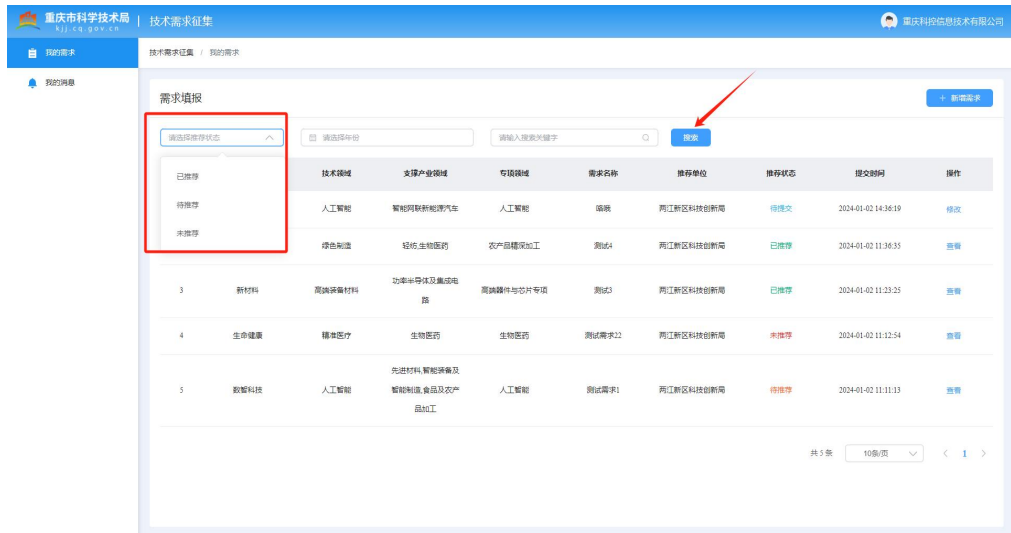 重庆市科学技术局 | 技术需求征集
kjj.cq.gov.cn
重庆科控信息技术有限公司
我的需求
技术需求征集 / 我的需求
我的消息
需求填报
+ 新增需求
请选择推荐状态 请选择年份 请输入搜索关键字 搜索
已推荐
待推荐
未推荐
技术领域 支撑产业领域 专项领域 需求名称 推荐单位 推荐状态 提交时间 操作
人工智能 智能网联新能源汽车 人工智能 两江新区科技创新局 待提交 2024-01-02 14:36:19 修改
绿色制造 轻纺,生物医药 农产品精深加工 测试4 两江新区科技创新局 已推荐 2024-01-02 11:36:35 查看
3 新材料 高端装备材料 功率半导体及集成电路 高端器件与芯片专项 测试3 两江新区科技创新局 已推荐 2024-01-02 11:23:25 查看
4 生命健康 精准医疗 生物医药 生物医药 测试需求22 两江新区科技创新局 未推荐 2024-01-02 11:12:54 查看
5 数智科技 人工智能 先进材料,智能装备及智能制造,食品及农产品加工 人工智能 测试需求1 两江新区科技创新局 待推荐 2024-01-02 11:11:13 查看
共 5 条 10条/页 < 1 >